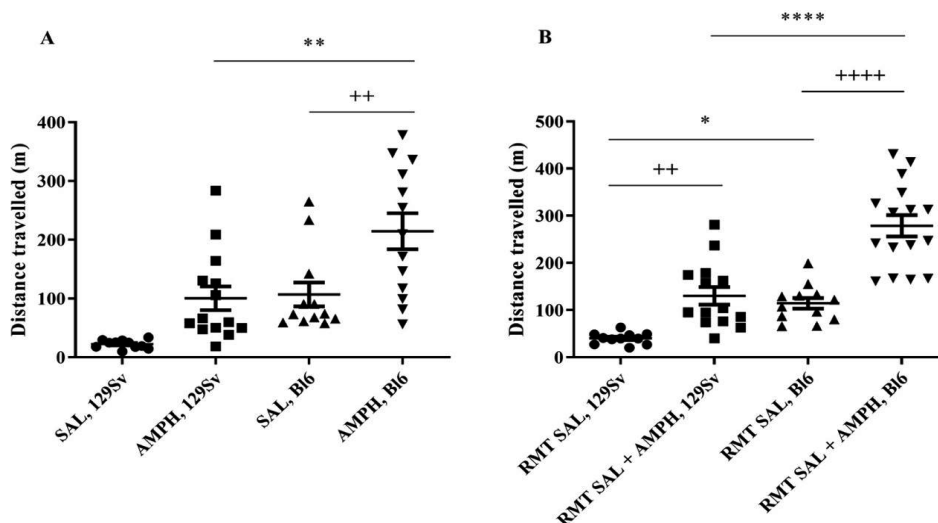 A
**
++
Distance travelled (m)
400
300
200
100
0
SAL, 129Sv
AMPH, 129Sv
SAL, Bl6
AMPH, Bl6
B
****
++++
*
++
Distance travelled (m)
500
400
300
200
100
0
RMT SAL, 129Sv
RMT SAL + AMPH, 129Sv
RMT SAL, Bl6
RMT SAL + AMPH, Bl6